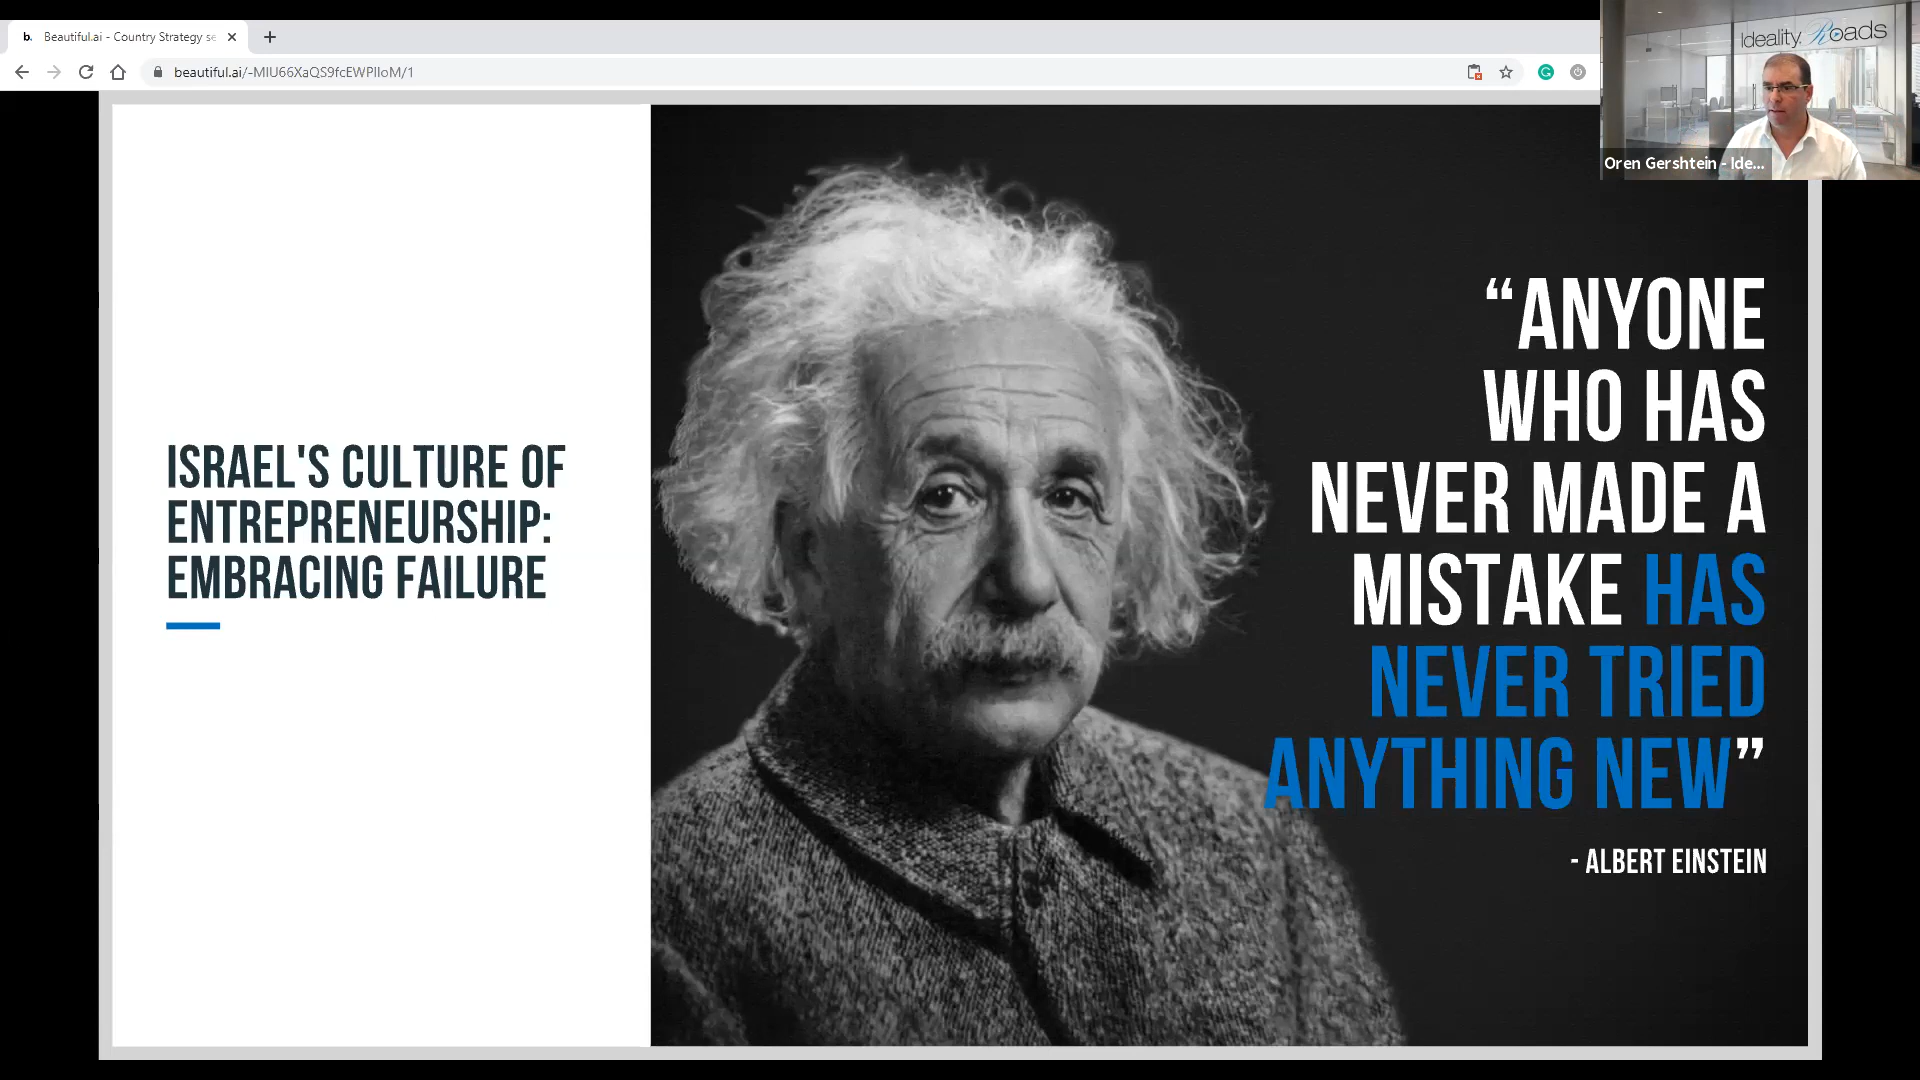 b. Beautiful.ai - Country Strategy se
beautiful.ai/-MIU66XaQS9fcEWPIIoM/1
Ideality. Roads
Oren Gershtein - Ide...
ISRAEL'S CULTURE OF
ENTREPRENEURSHIP:
EMBRACING FAILURE
“ANYONE
WHO HAS
NEVER MADE A
MISTAKE HAS
NEVER TRIED
ANYTHING NEW”
- ALBERT EINSTEIN